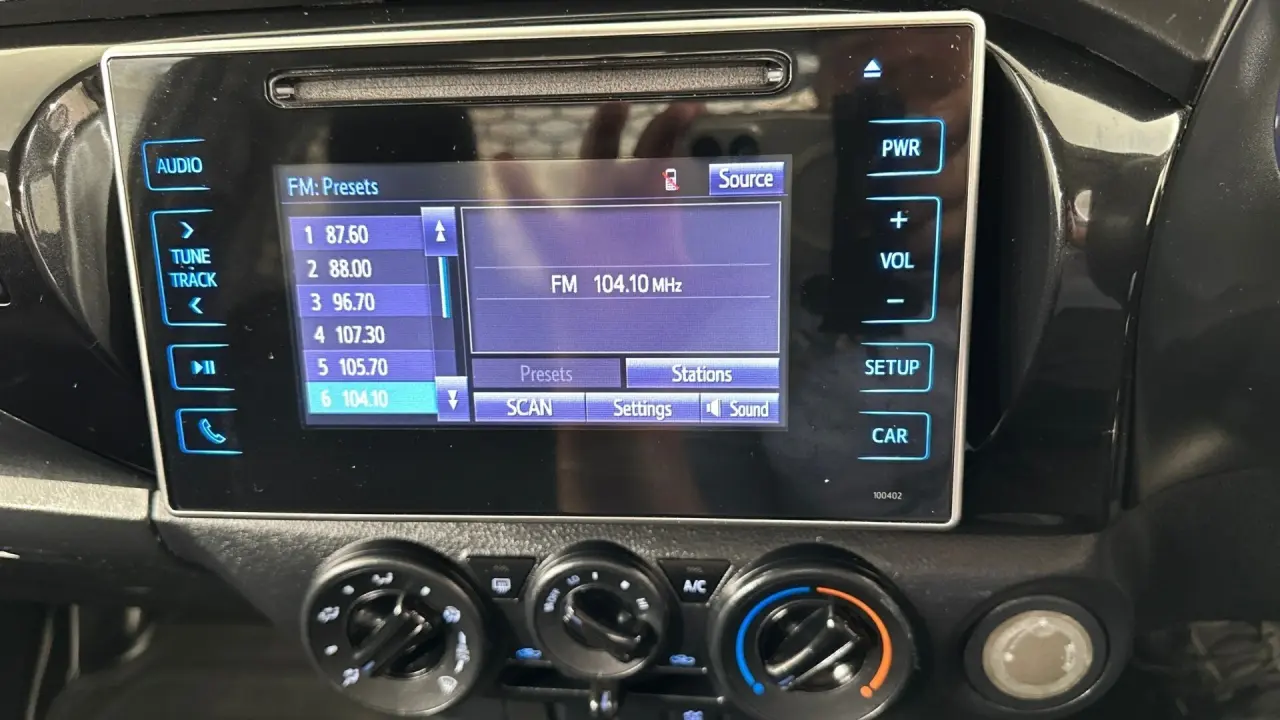 AUDIO
TUNE
TRACK
FM: Presets
Source
1 87.60
2 88.00
3 96.70
4 107.30
5 105.70
6 104.10
FM 104.10 MHz
Presets
Stations
SCAN
Settings
Sound
PWR
+
VOL
-
SETUP
CAR
100402
A/C
LO
HI